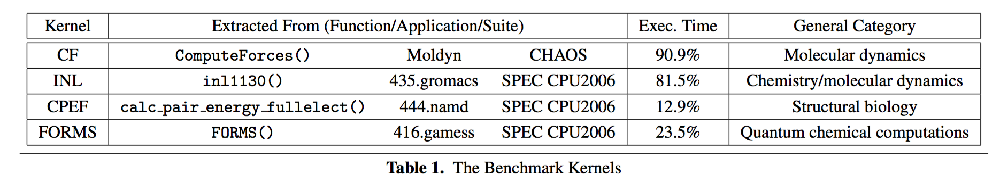 Kernel Extracted From (Function/Application/Suite) Exec. Time General Category
CF ComputeForces() Moldyn CHAOS 90.9% Molecular dynamics
INL inl1130() 435.gromacs SPEC CPU2006 81.5% Chemistry/molecular dynamics
CPEF calc_pair_energy_fullelect() 444.namd SPEC CPU2006 12.9% Structural biology
FORMS FORMS() 416.gamess SPEC CPU2006 23.5% Quantum chemical computations
Table 1. The Benchmark Kernels